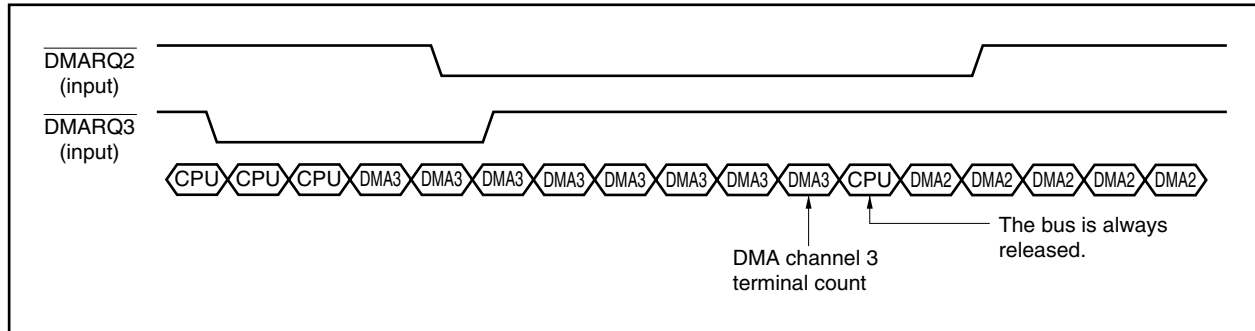 DMARQ2
(input)
DMARQ3
(input)
CPU CPU CPU DMA3 DMA3 DMA3 DMA3 DMA3 DMA3 DMA3 DMA3 CPU DMA2 DMA2 DMA2 DMA2 DMA2
DMA channel 3
terminal count
The bus is always
released.